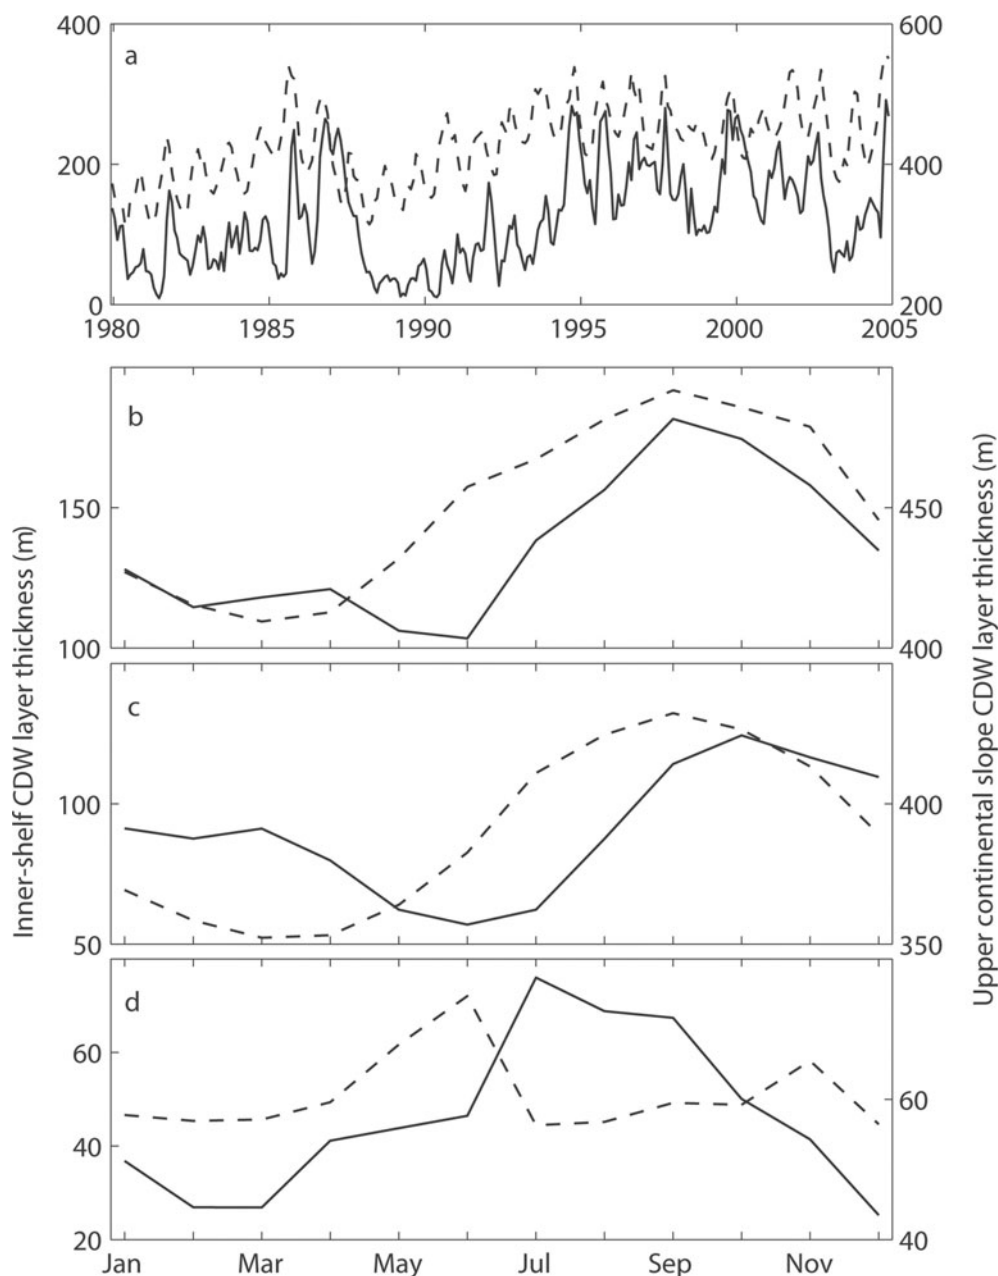 400
600
a
200
400
0
200
1980
1985
1990
1995
2000
2005
b
150
450
100
400
c
100
400
50
350
d
60
60
40
20
40
Jan
Mar
May
Jul
Sep
Nov
Inner-shelf CDW layer thickness (m)
Upper continental slope CDW layer thickness (m)